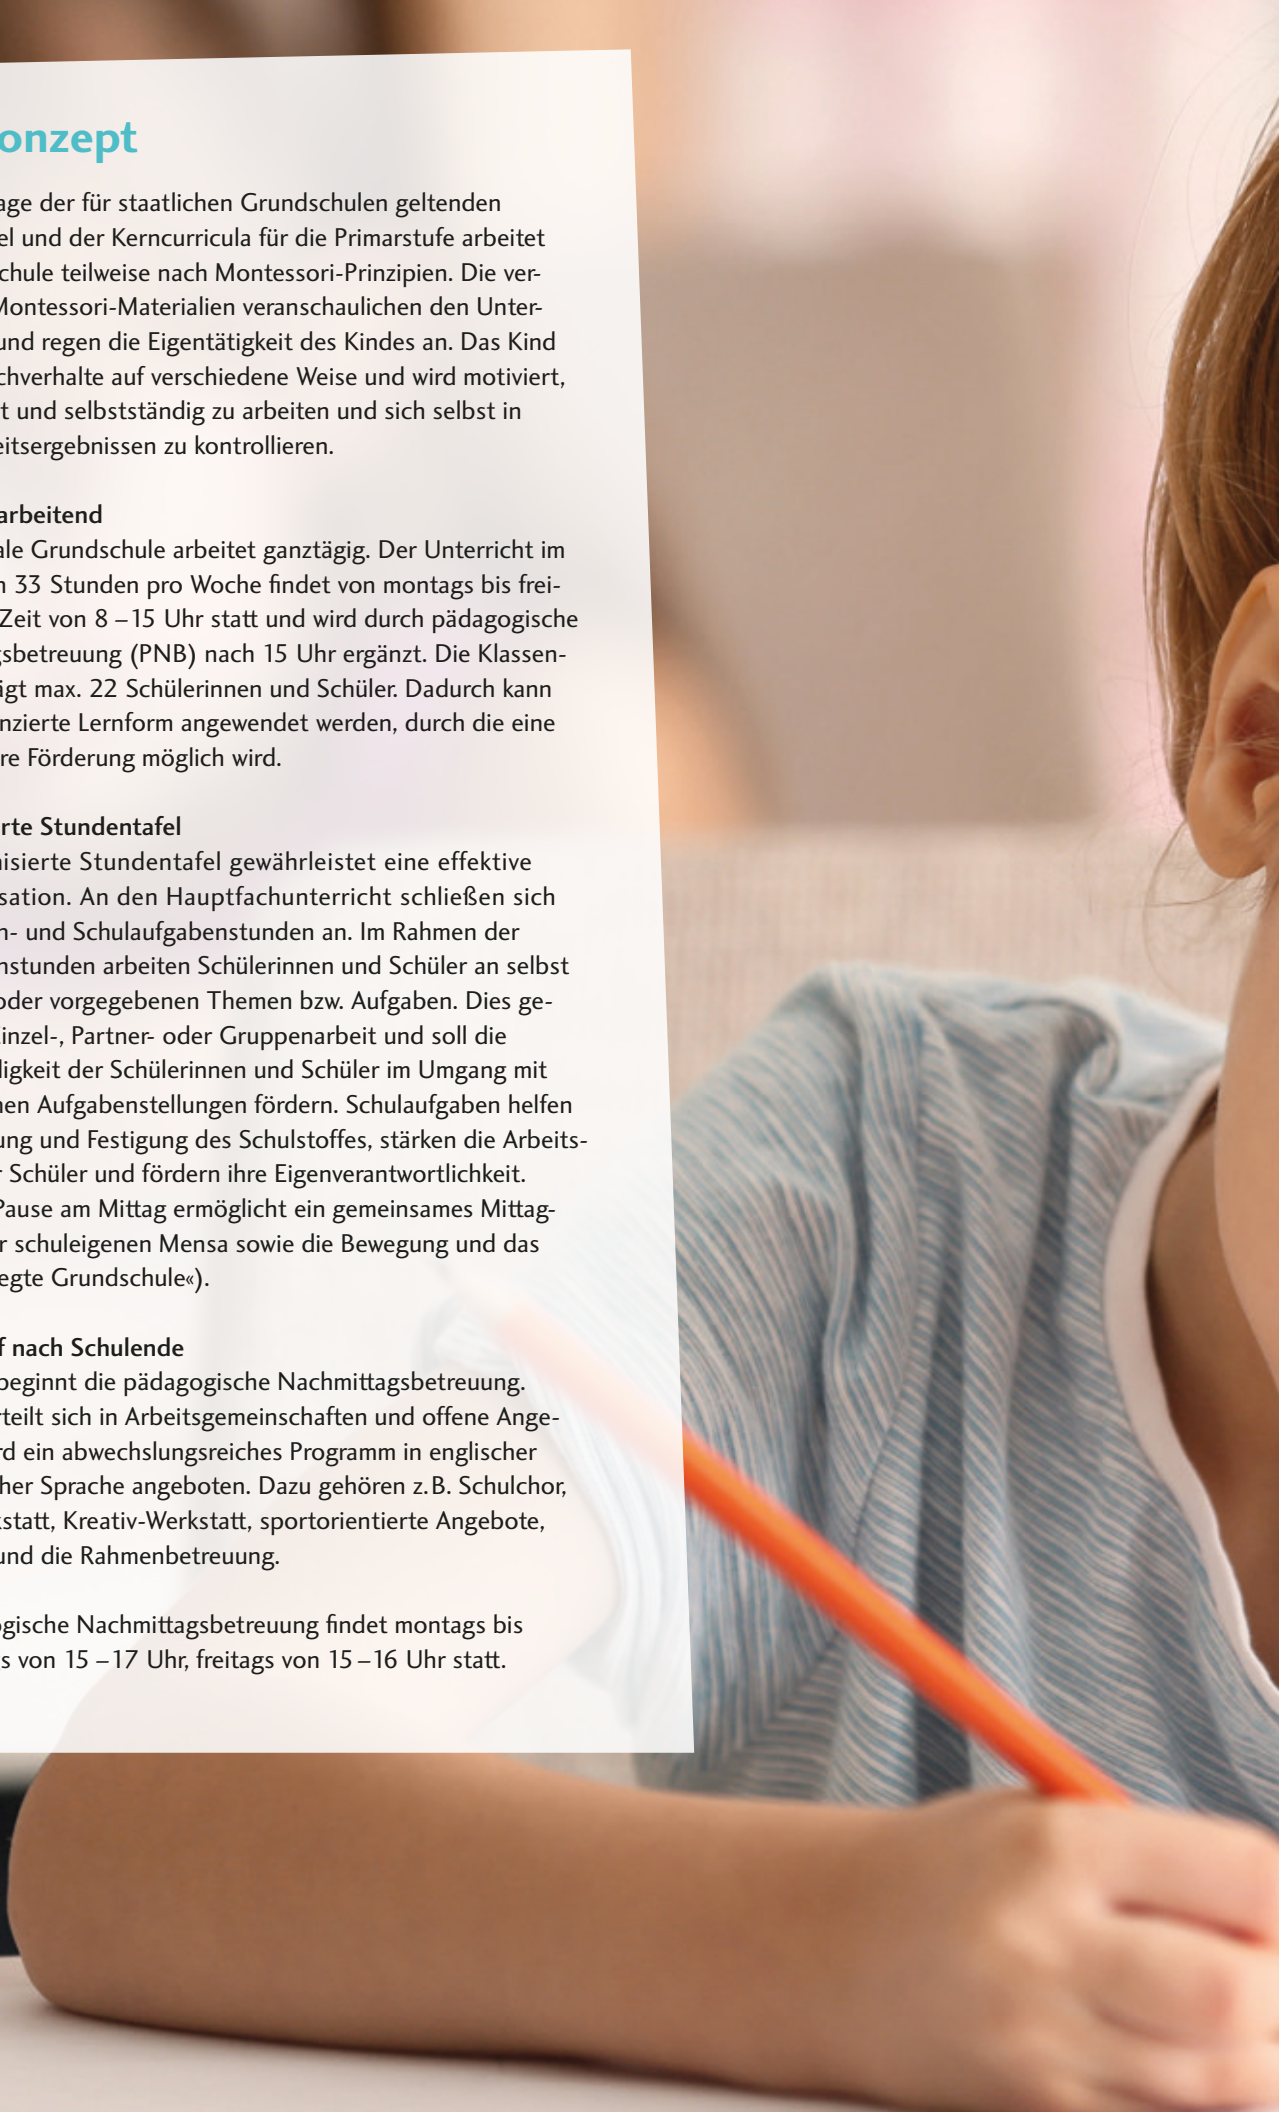 onzept
age der für staatlichen Grundschulen geltenden
el und der Kerncurricula für die Primarstufe arbeitet
chule teilweise nach Montessori-Prinzipien. Die ver-
Montessori-Materialien veranschaulichen den Unter-
und regen die Eigentätigkeit des Kindes an. Das Kind
chverhalte auf verschiedene Weise und wird motiviert,
t und selbstständig zu arbeiten und sich selbst in
eitsergebnissen zu kontrollieren.
arbeitend
ale Grundschule arbeitet ganztägig. Der Unterricht im
n 33 Stunden pro Woche findet von montags bis frei-
Zeit von 8 – 15 Uhr statt und wird durch pädagogische
gsbetreuung (PNB) nach 15 Uhr ergänzt. Die Klassen-
ägt max. 22 Schülerinnen und Schüler. Dadurch kann
nzierte Lernform angewendet werden, durch die eine
re Förderung möglich wird.
rte Stundentafel
nisierte Stundentafel gewährleistet eine effektive
sation. An den Hauptfachunterricht schließen sich
n- und Schulaufgabenstunden an. Im Rahmen der
nstunden arbeiten Schülerinnen und Schüler an selbst
oder vorgegebenen Themen bzw. Aufgaben. Dies ge-
Einzel-, Partner- oder Gruppenarbeit und soll die
digkeit der Schülerinnen und Schüler im Umgang mit
nen Aufgabenstellungen fördern. Schulaufgaben helfen
ung und Festigung des Schulstoffes, stärken die Arbeits-
r Schüler und fördern ihre Eigenverantwortlichkeit.
Pause am Mittag ermöglicht ein gemeinsames Mittag-
r schuleigenen Mensa sowie die Bewegung und das
egte Grundschule«).
f nach Schulende
beginnt die pädagogische Nachmittagsbetreuung.
rteilt sich in Arbeitsgemeinschaften und offene Ange-
rd ein abwechslungsreiches Programm in englischer
cher Sprache angeboten. Dazu gehören z. B. Schulchor,
kstatt, Kreativ-Werkstatt, sportorientierte Angebote,
und die Rahmenbetreuung.
ogische Nachmittagsbetreuung findet montags bis
s von 15 – 17 Uhr, freitags von 15 – 16 Uhr statt.